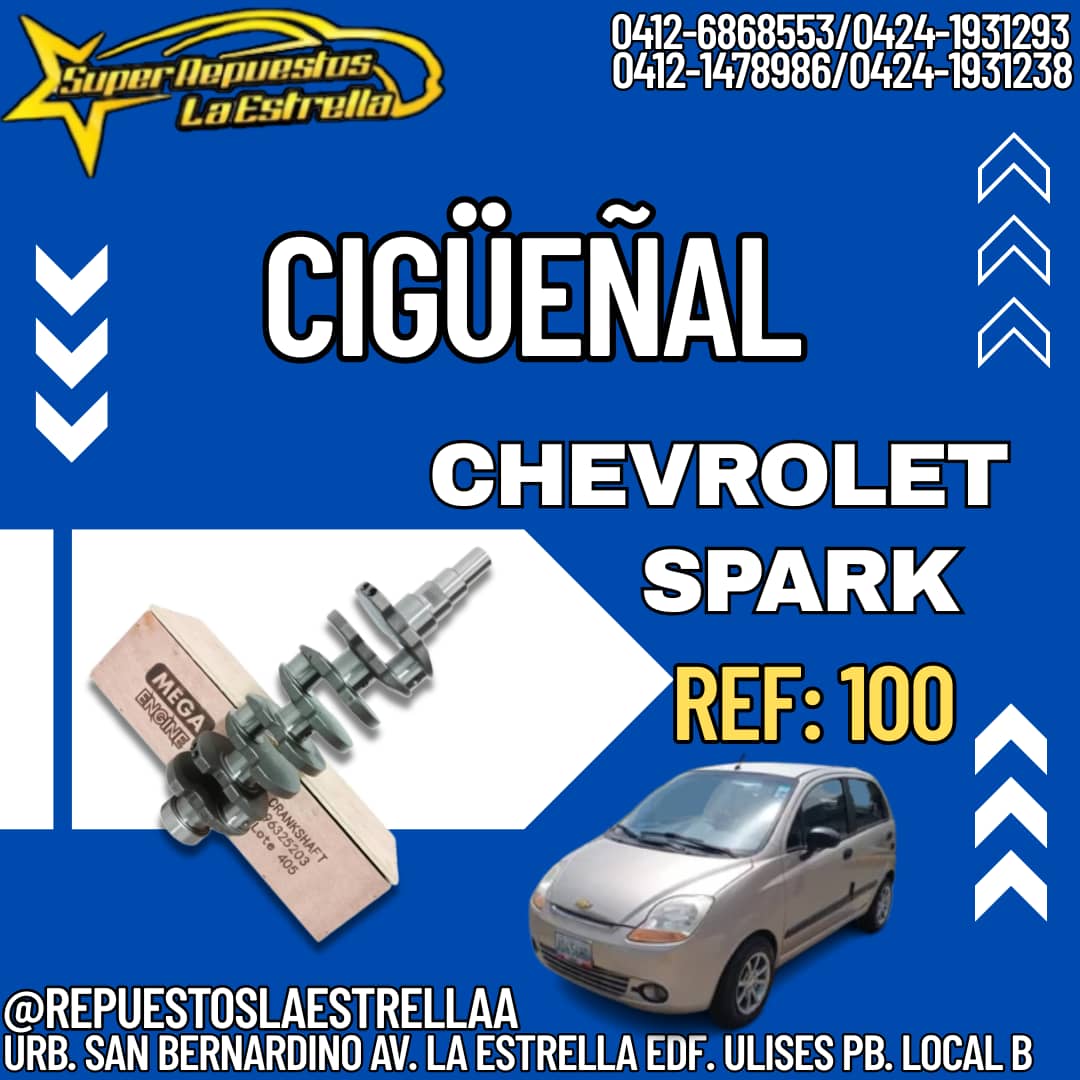 Super Repuestos
La Estrella
0412-6868553/0424-1931293
0412-1478986/0424-1931238
CIGÜEÑAL
CHEVROLET
SPARK
REF: 100
MEGA
ENGINE
CRANKSHAFT
96325203
Lote 405
@REPUESTOSLAESTRELLAA
URB. SAN BERNARDINO AV. LA ESTRELLA EDF. ULISES PB. LOCAL B